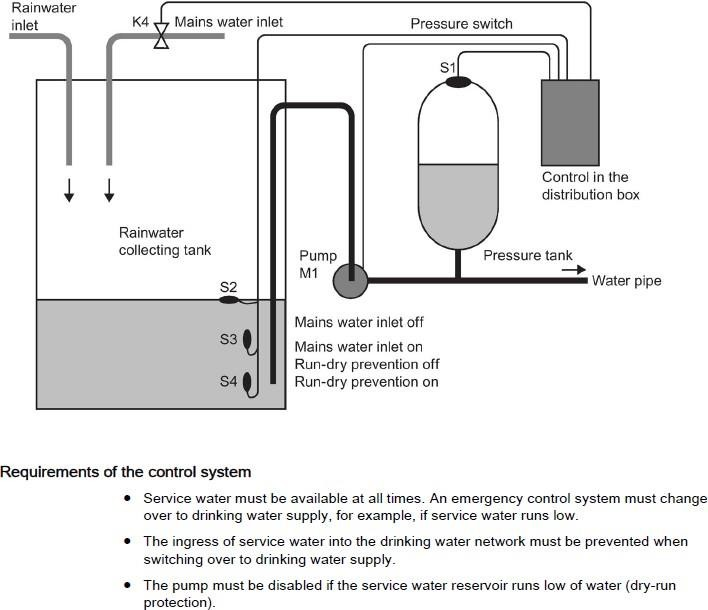 Rainwater
inlet
K4
Mains water inlet
Pressure switch
S1
Control in the
distribution box
Rainwater
collecting tank
Pump
M1
Pressure tank
Water pipe
S2
Mains water inlet off
S3
Mains water inlet on
Run-dry prevention off
S4
Run-dry prevention on
Requirements of the control system
• Service water must be available at all times. An emergency control system must change
over to drinking water supply, for example, if service water runs low.
• The ingress of service water into the drinking water network must be prevented when
switching over to drinking water supply.
• The pump must be disabled if the service water reservoir runs low of water (dry-run
protection).